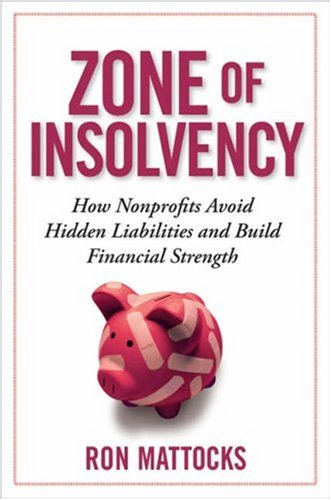 ZONE OF
INSOLVENCY
How Nonprofits Avoid
Hidden Liabilities and Build
Financial Strength
RON MATTOCKS